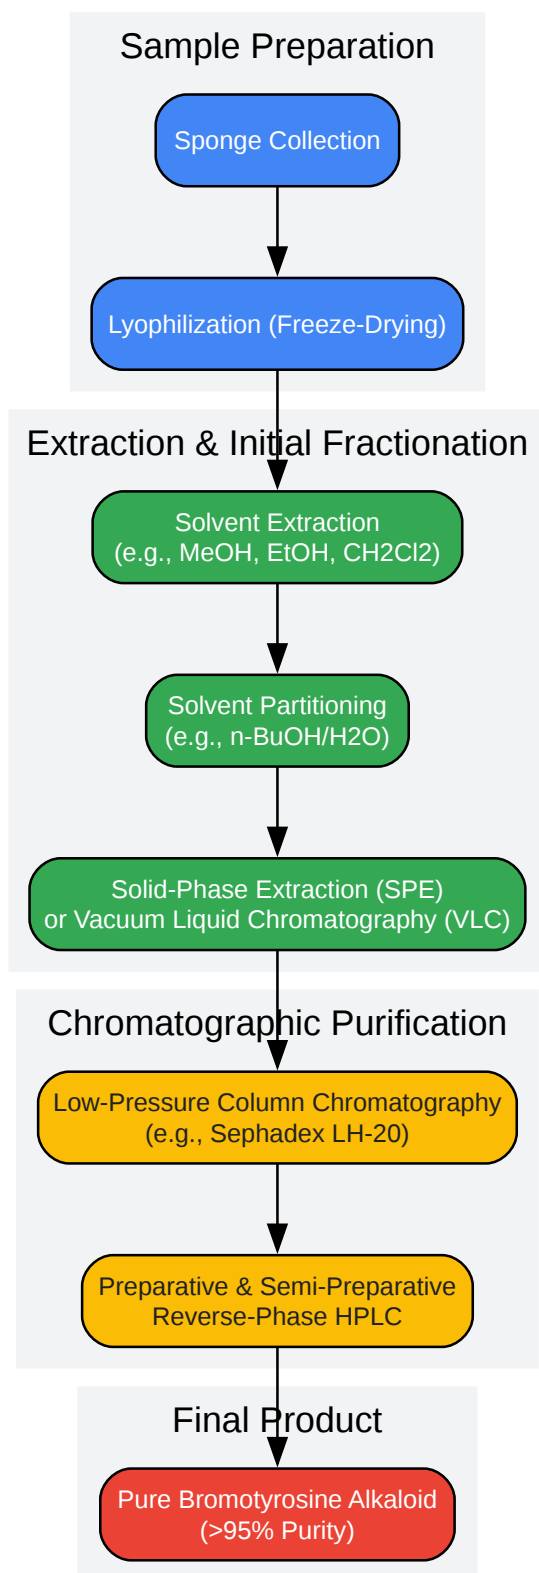 Sample Preparation
Sponge Collection
Lyophilization (Freeze-Drying)
Extraction & Initial Fractionation
Solvent Extraction
(e.g., MeOH, EtOH, CH2Cl2)
Solvent Partitioning
(e.g., n-BuOH/H2O)
Solid-Phase Extraction (SPE)
or Vacuum Liquid Chromatography (VLC)
Chromatographic Purification
Low-Pressure Column Chromatography
(e.g., Sephadex LH-20)
Preparative & Semi-Preparative
Reverse-Phase HPLC
Final Product
Pure Bromotyrosine Alkaloid
(>95% Purity)